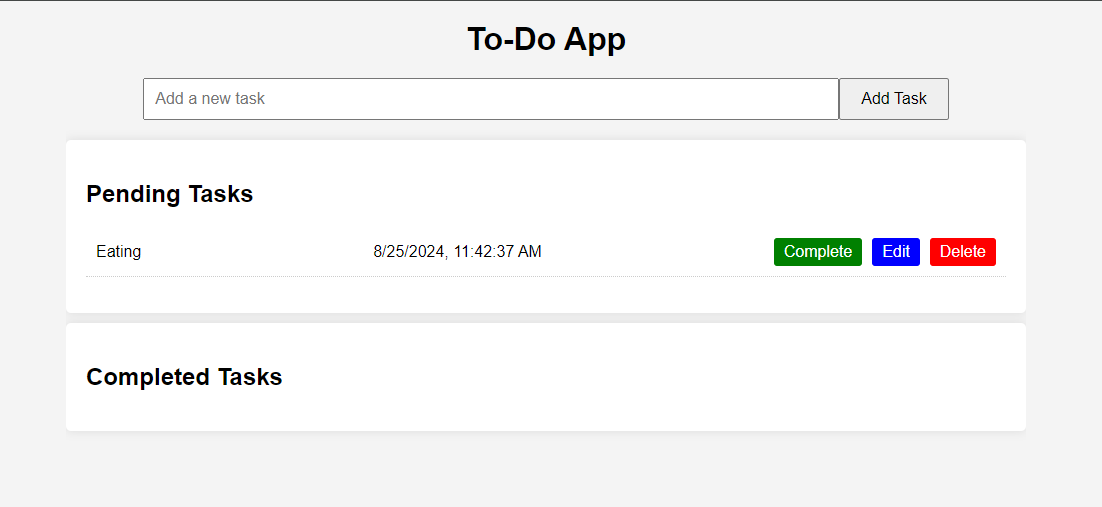 To-Do App
Add a new task Add Task
Pending Tasks
Eating 8/25/2024, 11:42:37 AM Complete Edit Delete
Completed Tasks